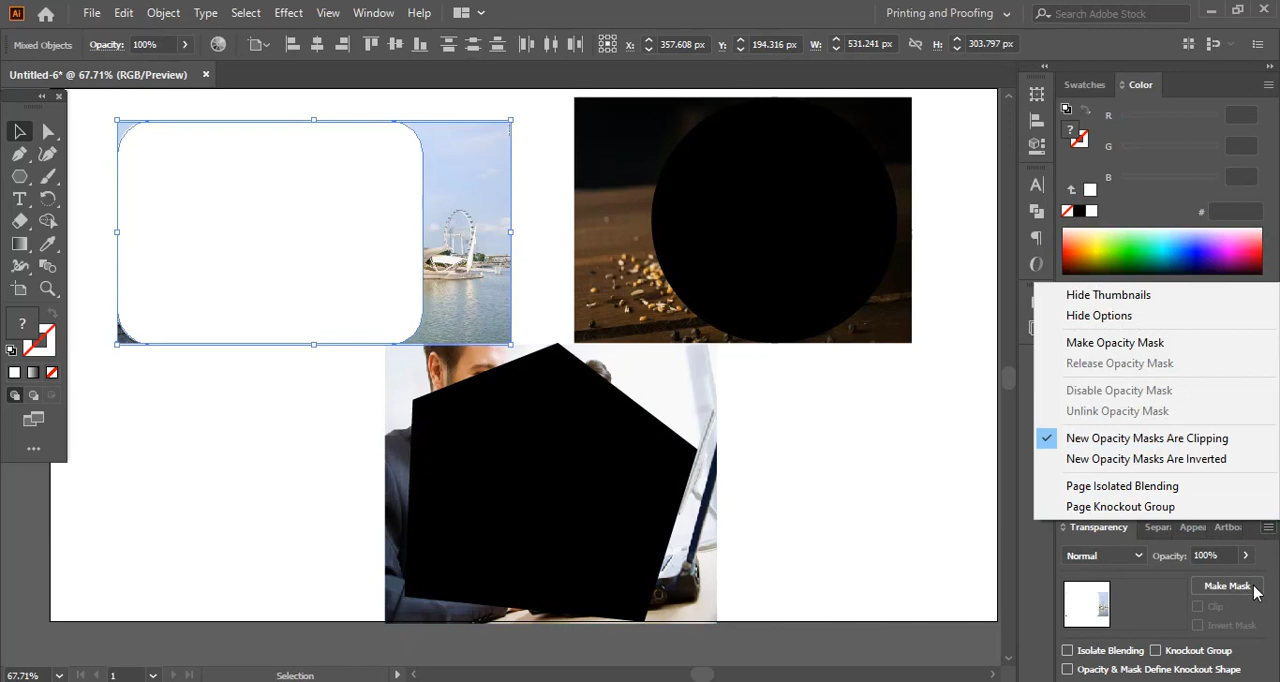 Ai File Edit Object Type Select Effect View Window Help Printing and Proofing Search Adobe Stock
Mixed Objects Opacity: 100% X: 357.608 px Y: 194.316 px W: 531.241 px H: 303.797 px
Untitled-6* @ 67.71% (RGB/Preview) ×
Swatches Color
R
G
B
#
T
?
?
Hide Thumbnails
Hide Options
Make Opacity Mask
Release Opacity Mask
Disable Opacity Mask
Unlink Opacity Mask
New Opacity Masks Are Clipping
New Opacity Masks Are Inverted
Page Isolated Blending
Page Knockout Group
Transparency Separ Appea Artbo
Normal Opacity: 100%
Make Mask
Clip
Invert Mask
Isolate Blending Knockout Group
Opacity & Mask Define Knockout Shape
67.71% 1 Selection